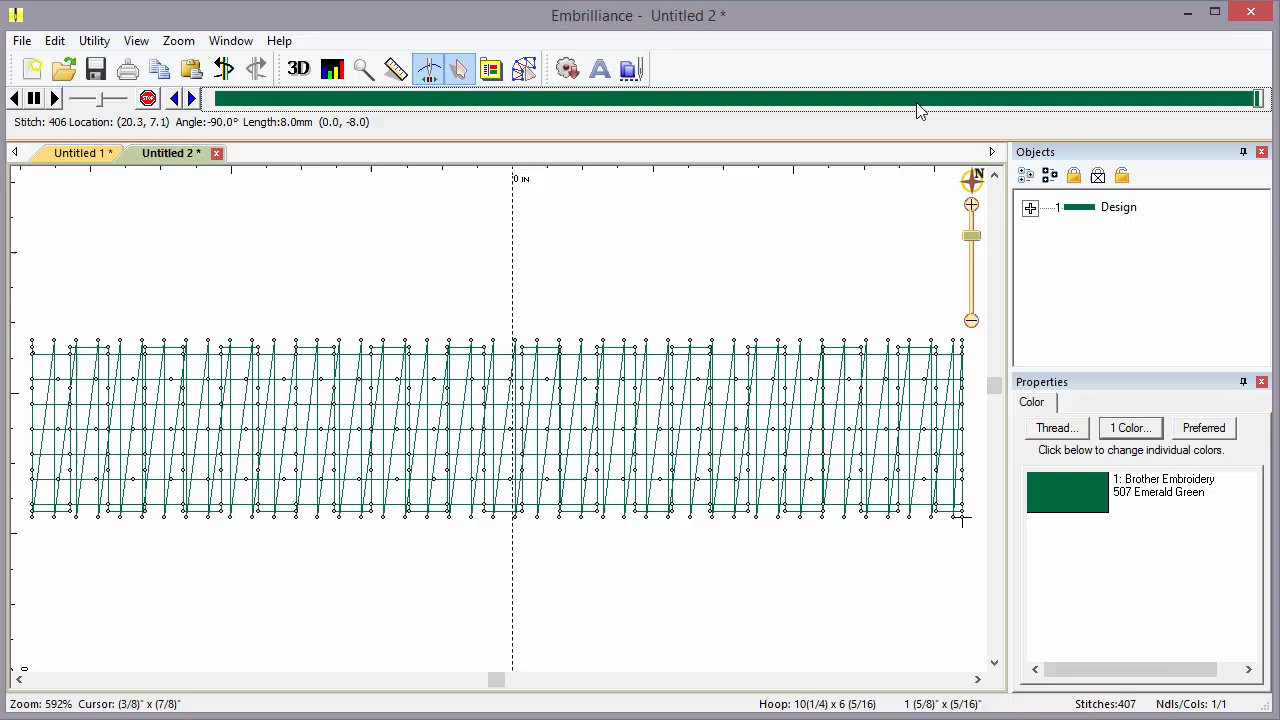 Embrilliance - Untitled 2 *
File Edit Utility View Zoom Window Help
3D
STOP
Stitch: 406 Location: (20.3, 7.1) Angle:-90.0° Length:8.0mm (0.0, -8.0)
Untitled 1 *
Untitled 2 *
0 IN
N
0
Objects
1 Design
Properties
Color
Thread...
1 Color...
Preferred
Click below to change individual colors.
1: Brother Embroidery
507 Emerald Green
Zoom: 592% Cursor: (3/8)" x (7/8)" Hoop: 10(1/4) x 6 (5/16) 1 (5/8)" x (5/16)" Stitches:407 Ndls/Cols: 1/1